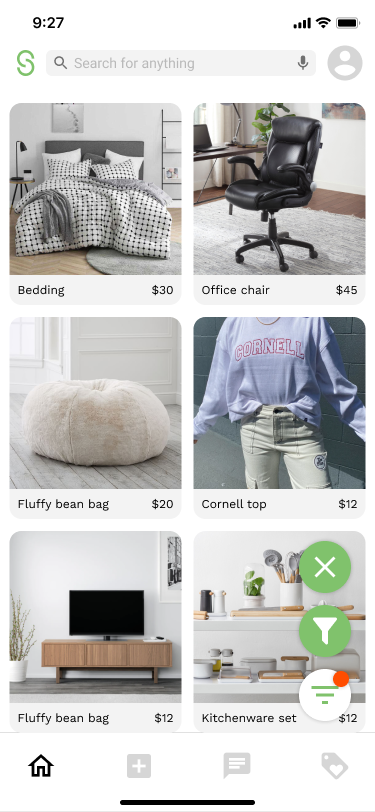 9:27
Search for anything
Bedding $30
Office chair $45
CORNELL
Fluffy bean bag $20
Cornell top $12
Fluffy bean bag $12
Kitchenware set $12